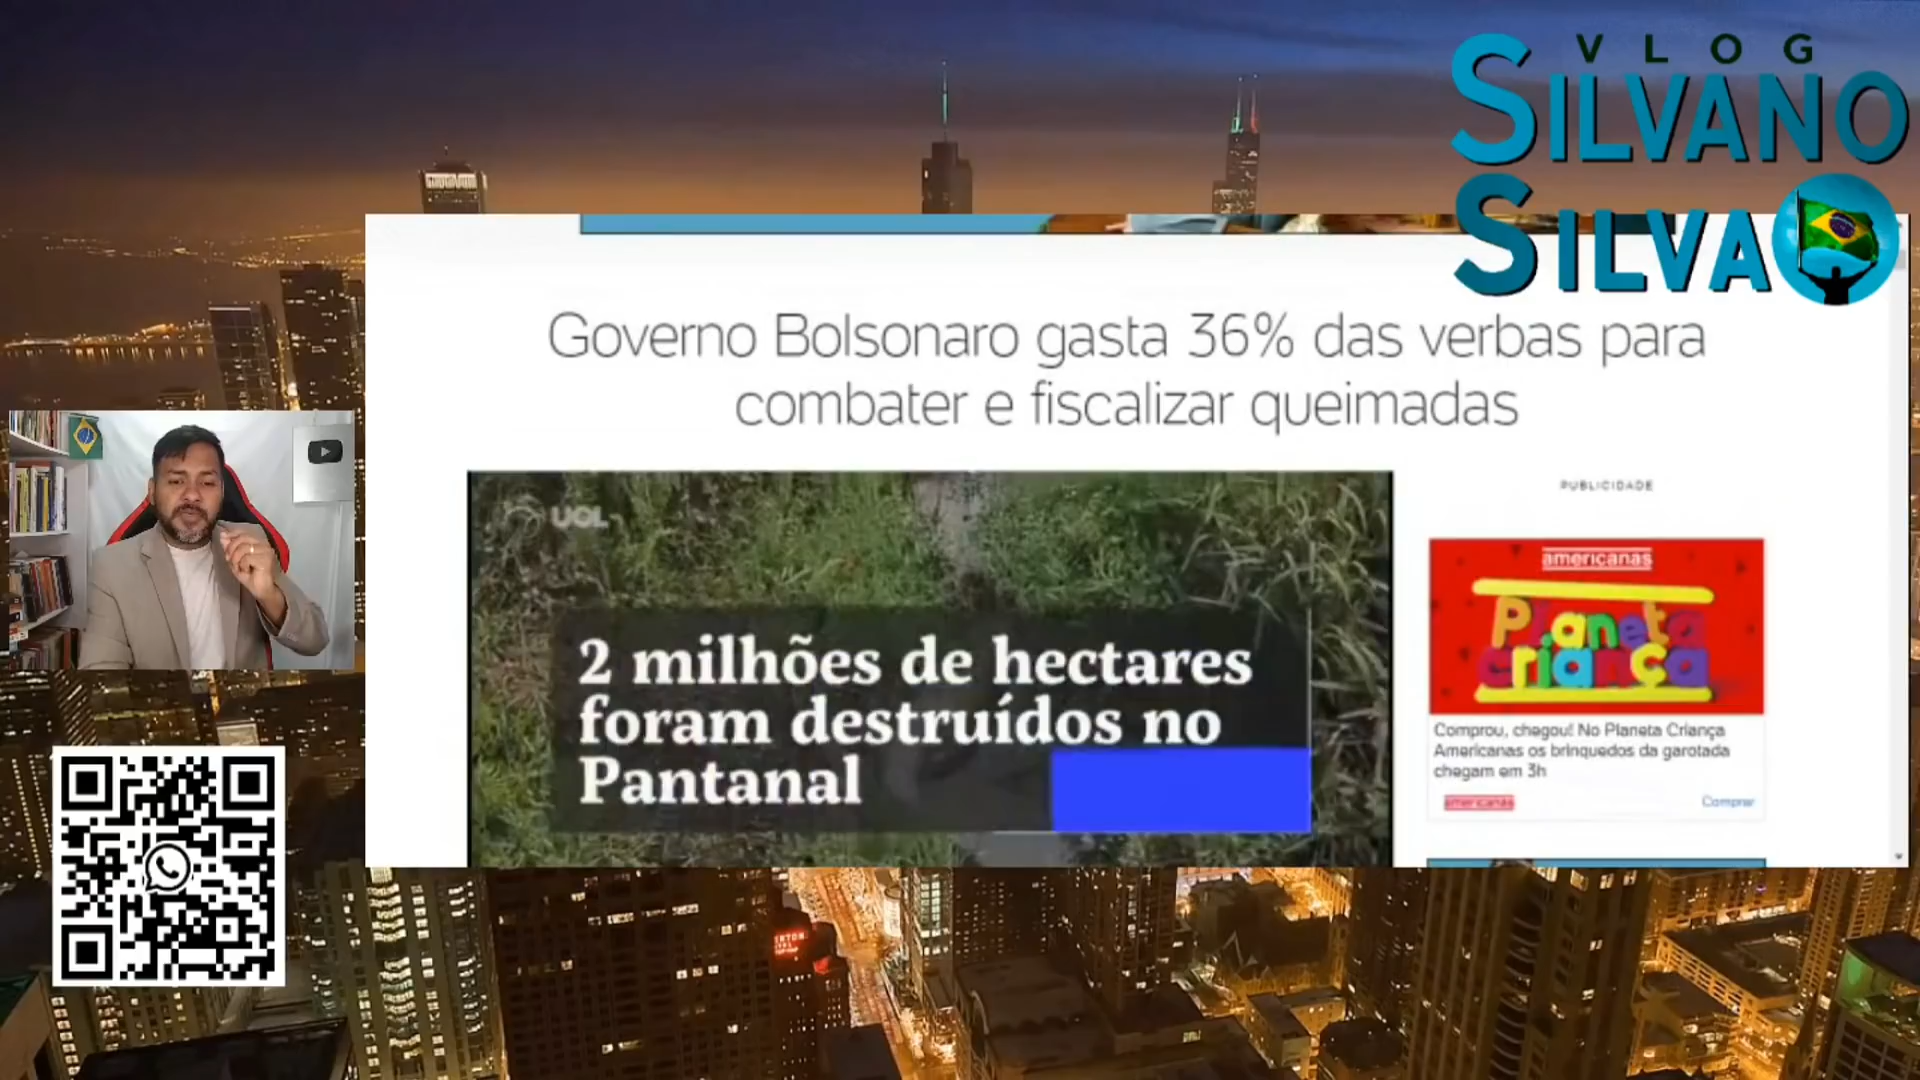 VLOG
SILVANO
SILVA
Governo Bolsonaro gasta 36% das verbas para
combater e fiscalizar queimadas
PUBLICIDADE
UOL
americanas
Planeta
criança
2 milhões de hectares
foram destruídos no
Pantanal
Comprou, chegou! No Planeta Criança
Americanas os brinquedos da garotada
chegam em 3h
americanas
Comprar